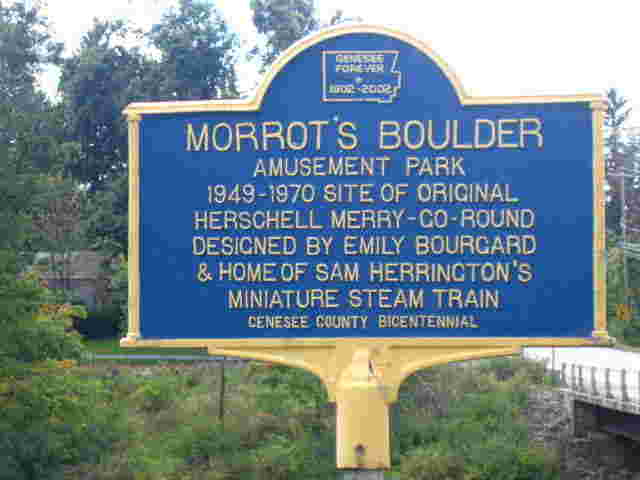 GENESEE
FOREVER
1802-2002
MORROT'S BOULDER
AMUSEMENT PARK
1949-1970 SITE OF ORIGINAL
HERSCHELL MERRY-GO-ROUND
DESIGNED BY EMILY BOURGARD
& HOME OF SAM HERRINGTON'S
MINIATURE STEAM TRAIN
GENESEE COUNTY BICENTENNIAL